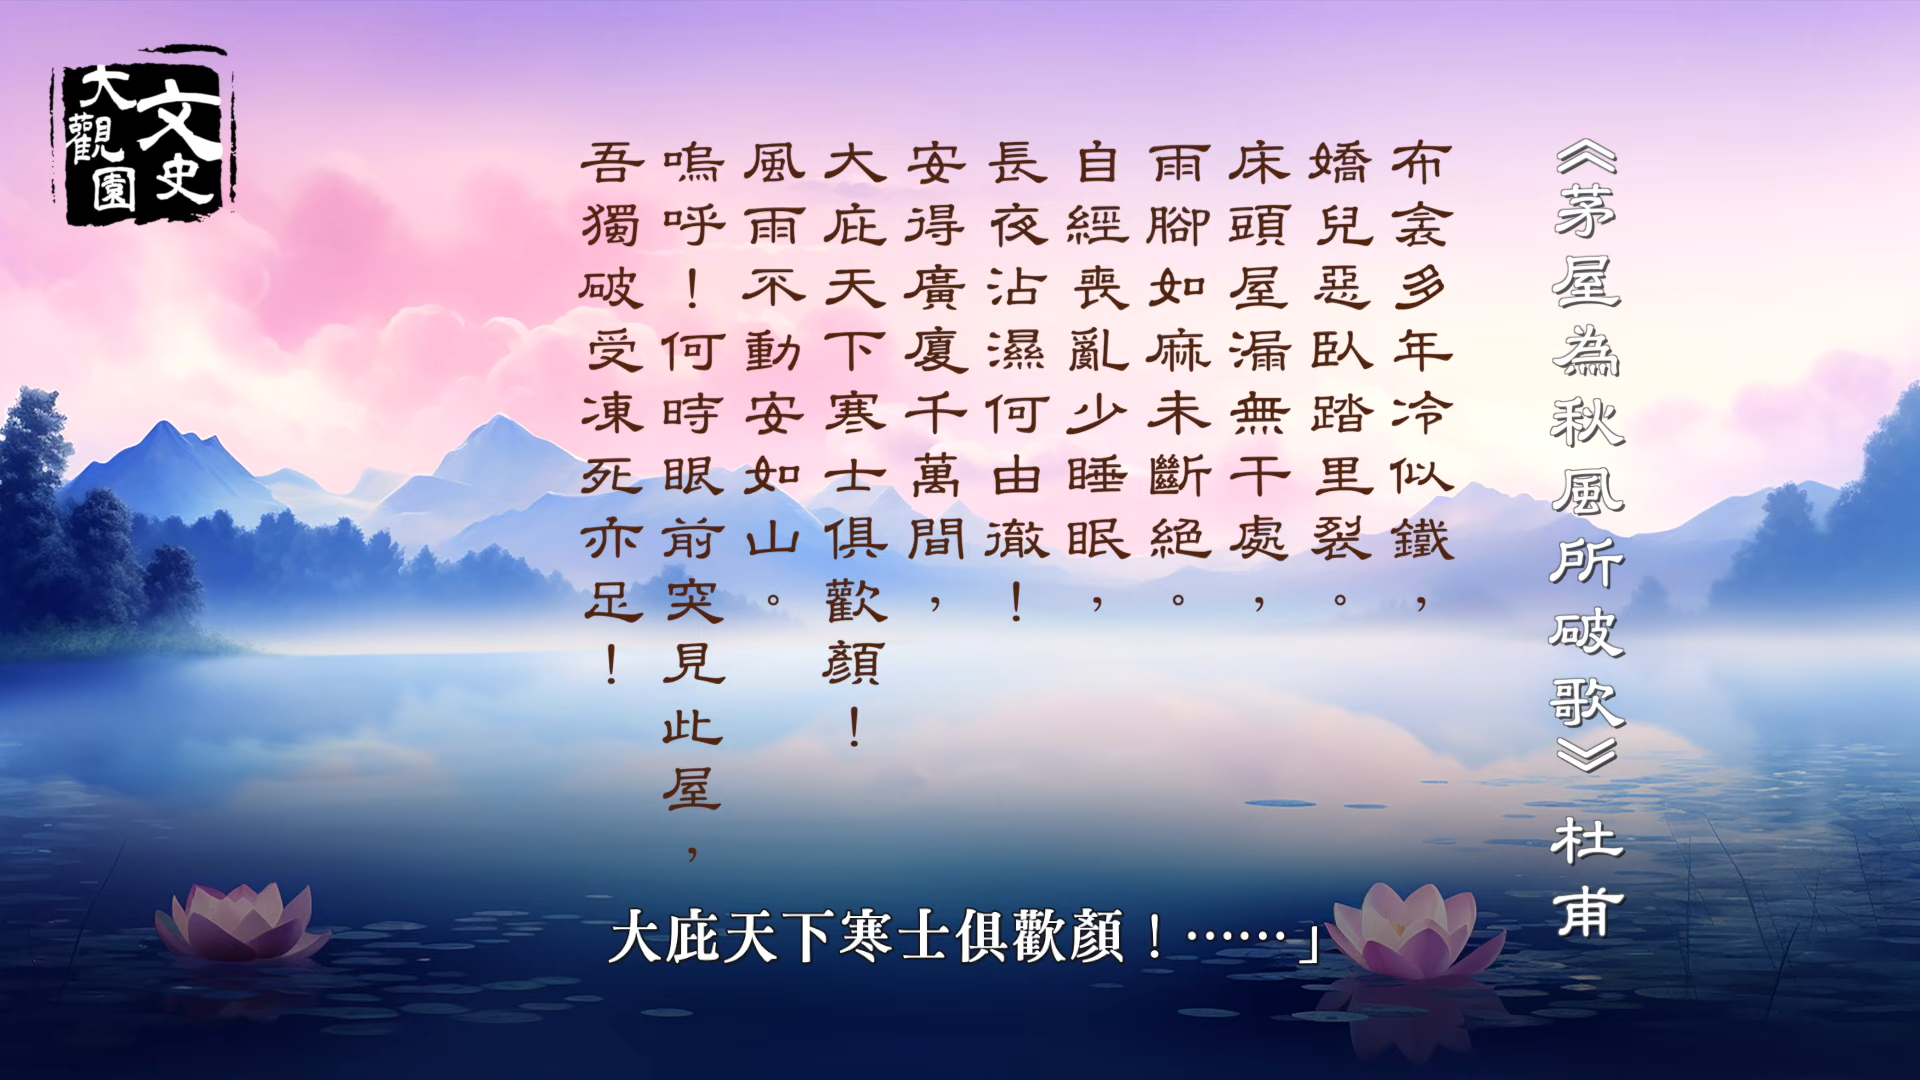 文史
大觀園
《茅屋為秋風所破歌》杜甫
布衾多年冷似鐵，
嬌兒惡臥踏里裂。
床頭屋漏無干處，
雨腳如麻未斷絕。
自經喪亂少睡眠，
長夜沾濕何由徹！
安得廣廈千萬間，
大庇天下寒士俱歡顏！
風雨不動安如山。
嗚呼！何時眼前突見此屋，
吾獨破受凍死亦足！
大庇天下寒士俱歡顏！⋯⋯」